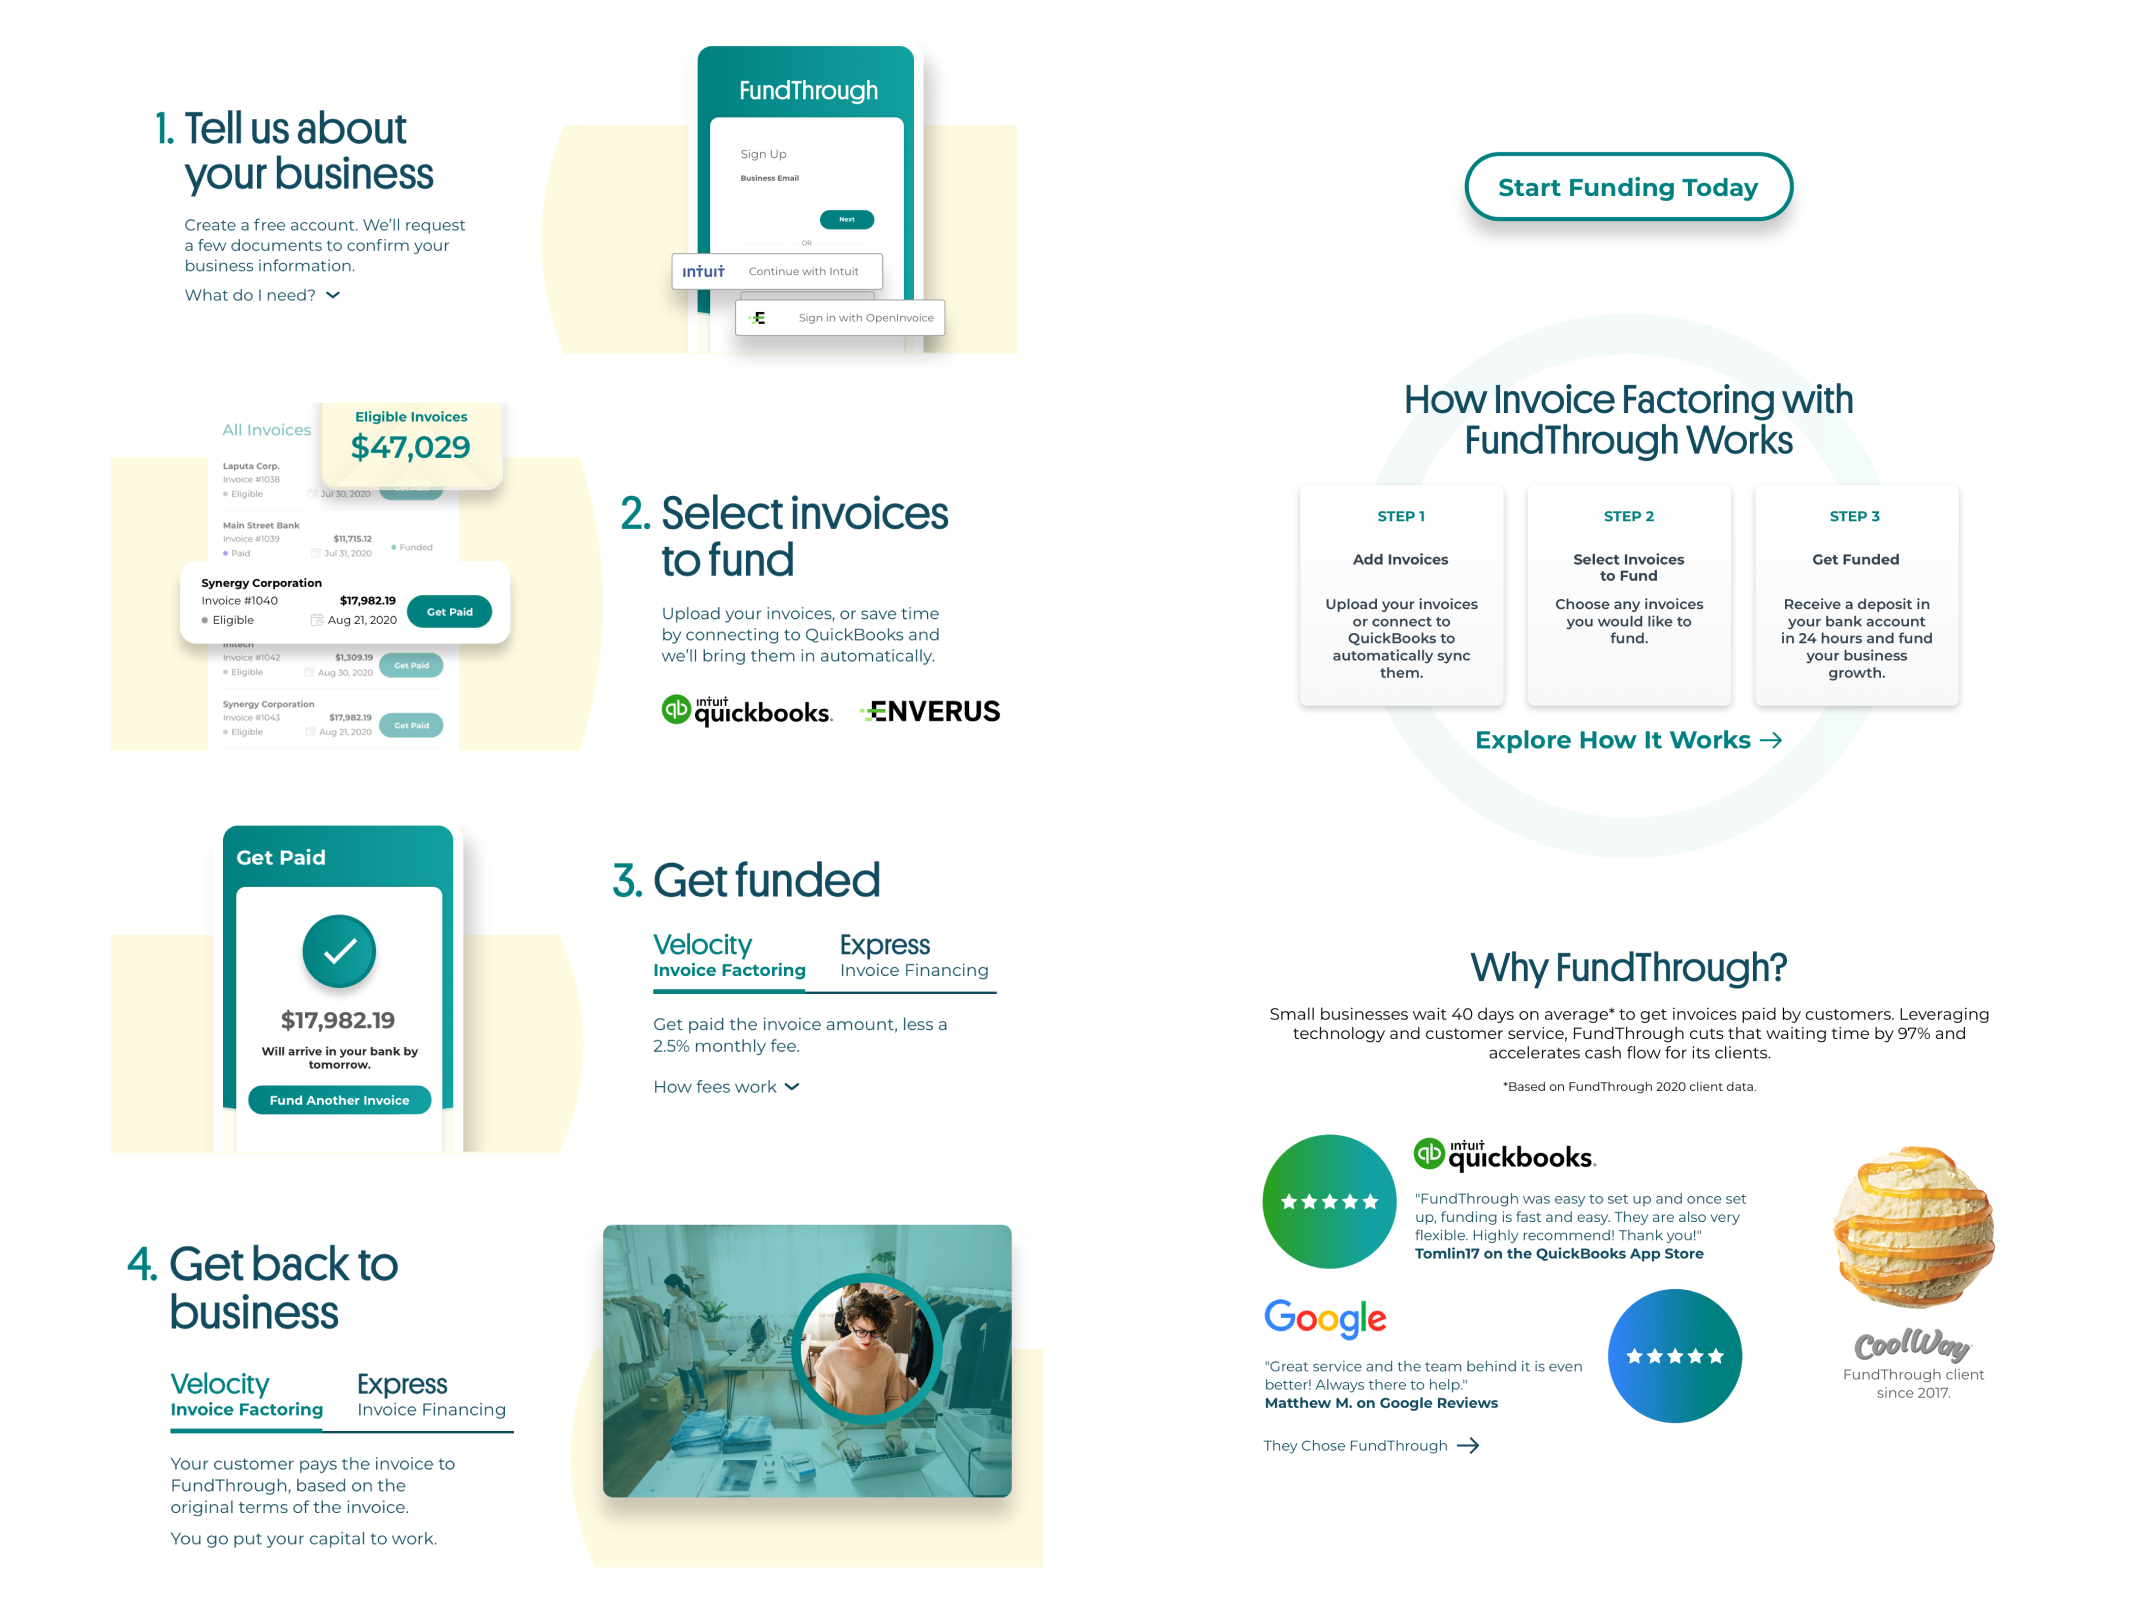 1. Tell us about
your business
Create a free account. We'll request
a few documents to confirm your
business information.
What do I need?
FundThrough
Sign Up
Business Email
Next
OR
INTUIT Continue with Intuit
E Sign in with OpenInvoice
All Invoices
Eligible Invoices
$47,029
Laputa Corp.
Invoice #1038
Eligible Jul 30, 2020
Main Street Bank
Invoice #1039 $11,715.12
Paid Jul 31, 2020 Funded
Synergy Corporation
Invoice #1040 $17,982.19
Eligible Aug 21, 2020 Get Paid
Initech
Invoice #1042 $1,309.19
Eligible Aug 30, 2020 Get Paid
Synergy Corporation
Invoice #1043 $17,982.19
Eligible Aug 21, 2020 Get Paid
2. Select invoices
to fund
Upload your invoices, or save time
by connecting to QuickBooks and
we'll bring them in automatically.
qb intuit quickbooks.
ENVERUS
Get Paid
$17,982.19
Will arrive in your bank by
tomorrow.
Fund Another Invoice
3. Get funded
Velocity Express
Invoice Factoring Invoice Financing
Get paid the invoice amount, less a
2.5% monthly fee.
How fees work
4. Get back to
business
Velocity Express
Invoice Factoring Invoice Financing
Your customer pays the invoice to
FundThrough, based on the
original terms of the invoice.
You go put your capital to work.
Start Funding Today
How Invoice Factoring with
FundThrough Works
STEP 1
Add Invoices
Upload your invoices
or connect to
QuickBooks to
automatically sync
them.
STEP 2
Select Invoices
to Fund
Choose any invoices
you would like to
fund.
STEP 3
Get Funded
Receive a deposit in
your bank account
in 24 hours and fund
your business
growth.
Explore How It Works →
Why FundThrough?
Small businesses wait 40 days on average* to get invoices paid by customers. Leveraging
technology and customer service, FundThrough cuts that waiting time by 97% and
accelerates cash flow for its clients.
*Based on FundThrough 2020 client data.
qb intuit quickbooks.
"FundThrough was easy to set up and once set
up, funding is fast and easy. They are also very
flexible. Highly recommend! Thank you!"
Tomlin17 on the QuickBooks App Store
Google
"Great service and the team behind it is even
better! Always there to help."
Matthew M. on Google Reviews
They Chose FundThrough →
CoolWay
FundThrough client
since 2017.